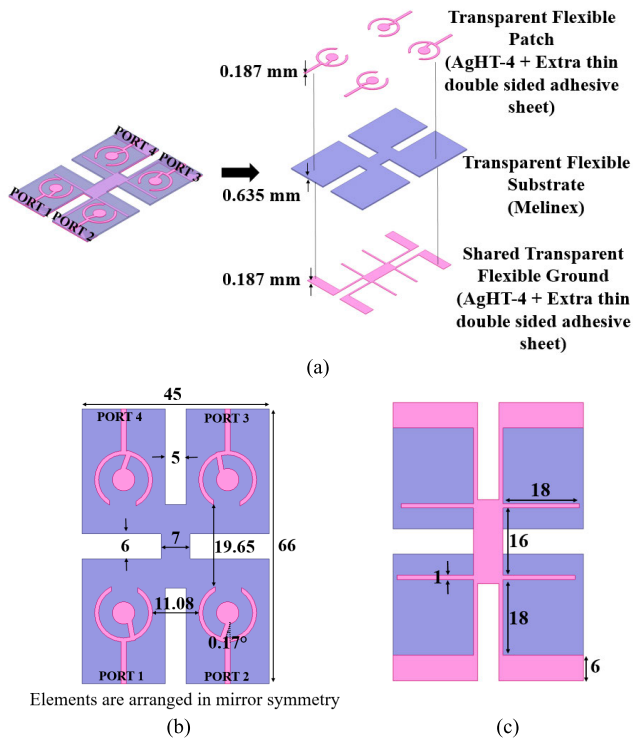 Transparent Flexible
Patch
(AgHT-4 + Extra thin
double sided adhesive
sheet)
0.187 mm
PORT 4
PORT 3
PORT 1
PORT 2
0.635 mm
Transparent Flexible
Substrate
(Melinex)
0.187 mm
Shared Transparent
Flexible Ground
(AgHT-4 + Extra thin
double sided adhesive
sheet)
(a)
45
PORT 4
PORT 3
5
6
7
19.65
66
11.08
0.17°
PORT 1
PORT 2
Elements are arranged in mirror symmetry
(b)
18
16
1
18
6
(c)